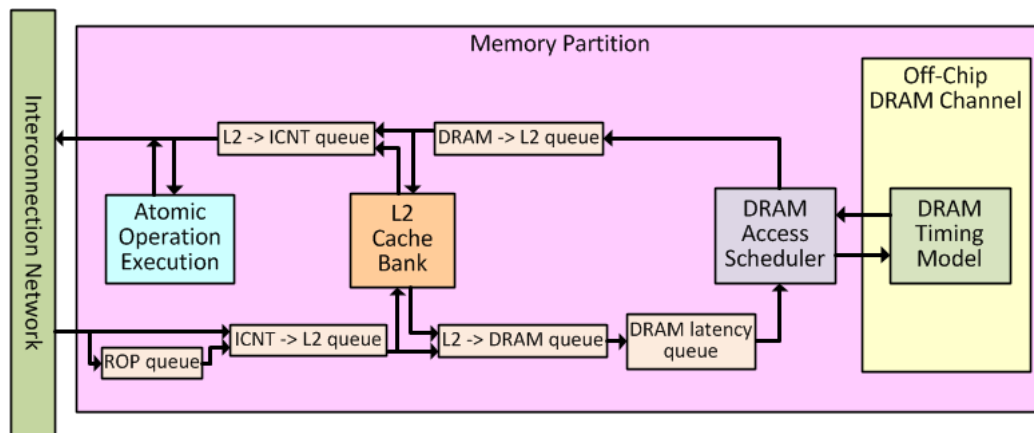 Interconnection Network
Memory Partition
Off-Chip
DRAM Channel
L2 -> ICNT queue
DRAM -> L2 queue
Atomic
Operation
Execution
L2
Cache
Bank
DRAM
Access
Scheduler
DRAM
Timing
Model
ROP queue
ICNT -> L2 queue
L2 -> DRAM queue
DRAM latency
queue